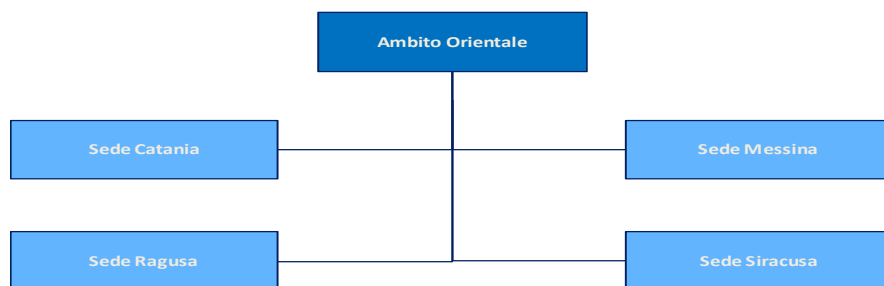 Ambito Orientale
Sede Catania
Sede Messina
Sede Ragusa
Sede Siracusa